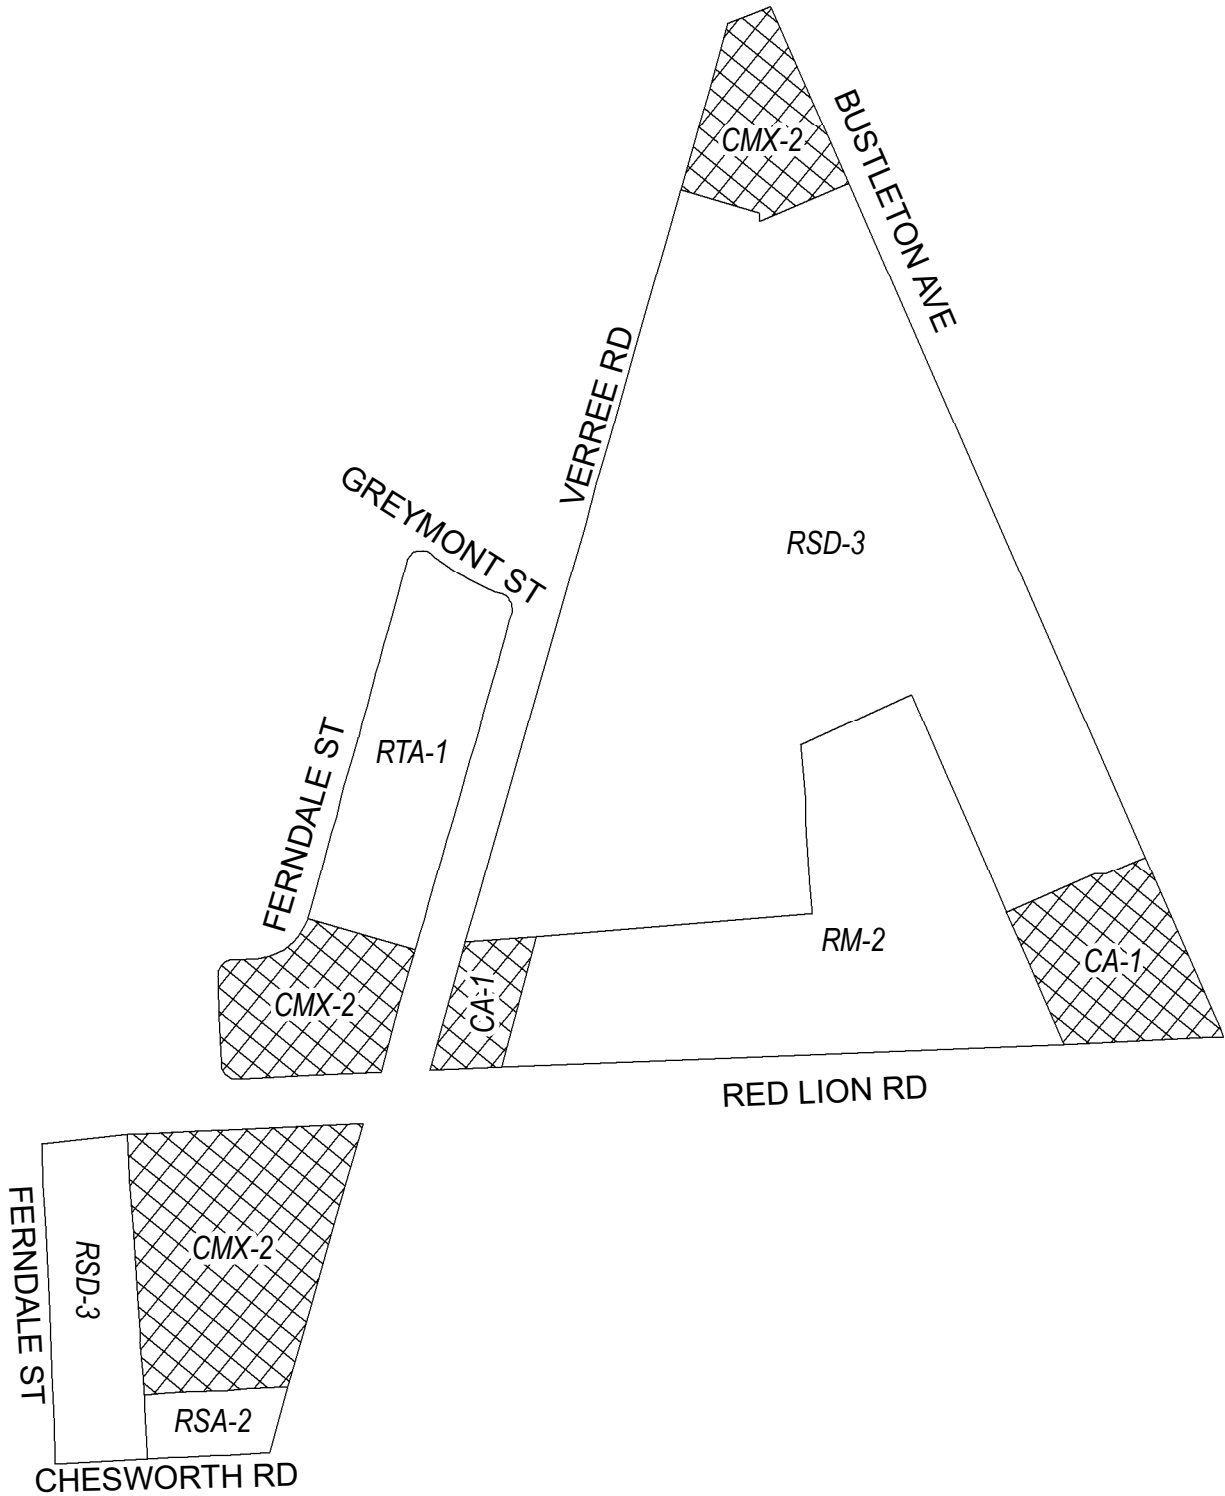 CMX-2
BUSTLETON AVE
VERREE RD
GREYMONT ST
RSD-3
FERNDALE ST
RTA-1
RM-2
CA-1
CMX-2
CA-1
RED LION RD
FERNDALE ST
RSD-3
CMX-2
RSA-2
CHESWORTH RD